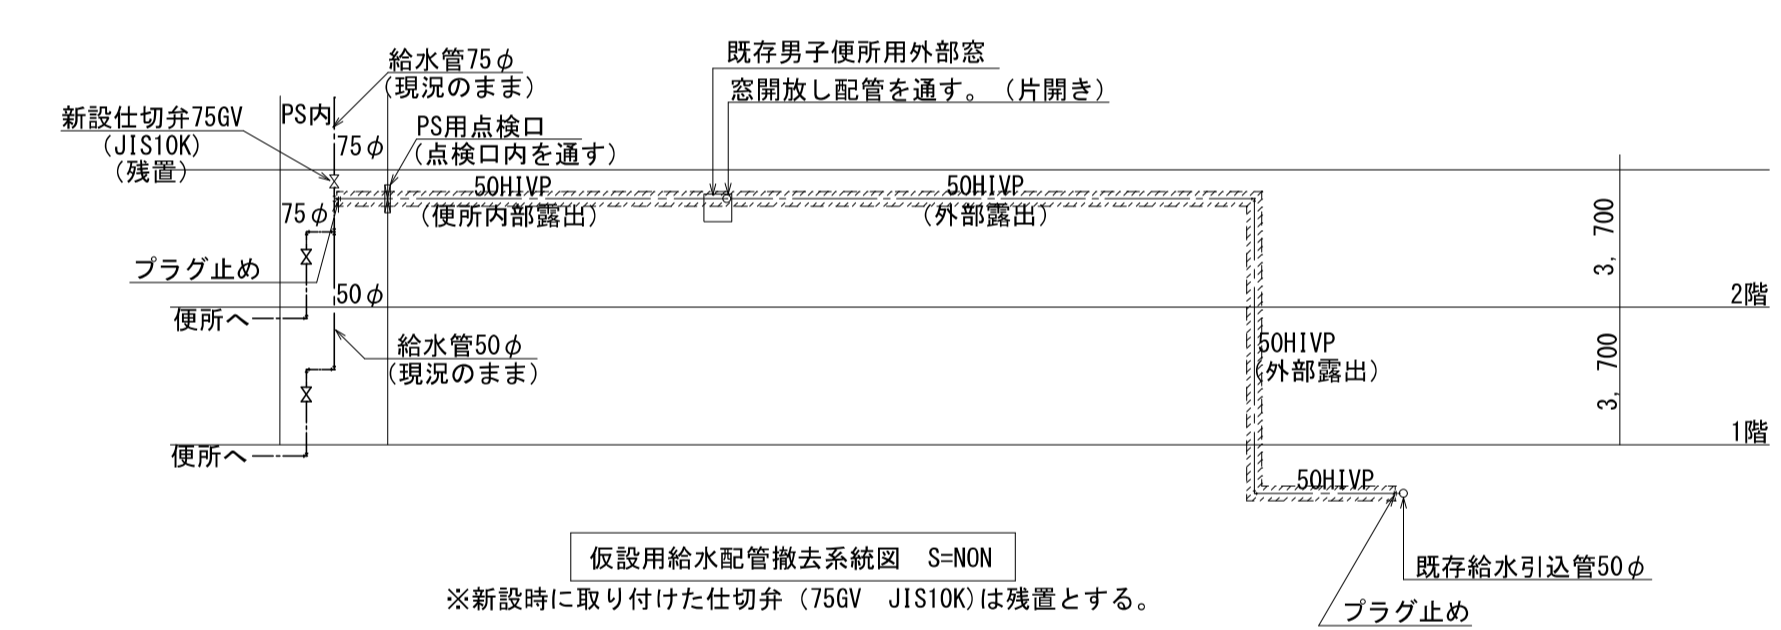 給水管75φ
(現況のまま)
既存男子便所用外部窓
窓開放し配管を通す。（片開き）
新設仕切弁75GV
(JIS10K)
(残置)
PS内
75φ
PS用点検口
(点検口内を通す)
50HIVP
(便所内部露出)
50HIVP
(外部露出)
75φ
プラグ止め
50φ
便所へ
給水管50φ
(現況のまま)
便所へ
50HIVP
(外部露出)
3,700
2階
3,700
1階
50HIVP
既存給水引込管50φ
プラグ止め
仮設用給水配管撤去系統図　S=NON
※新設時に取り付けた仕切弁（75GV　JIS10K)は残置とする。